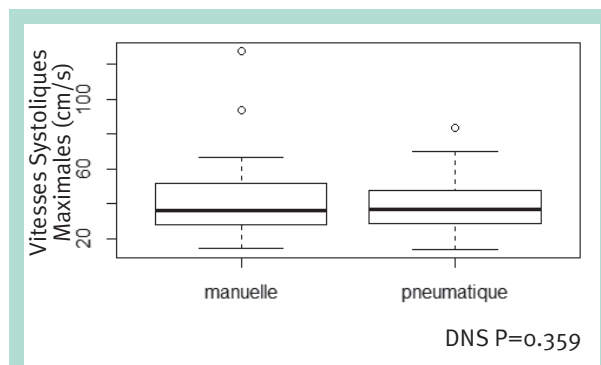 Vitesses Systoliques
Maximales (cm/s)
100
60
20
manuelle
pneumatique
DNS P=0.359